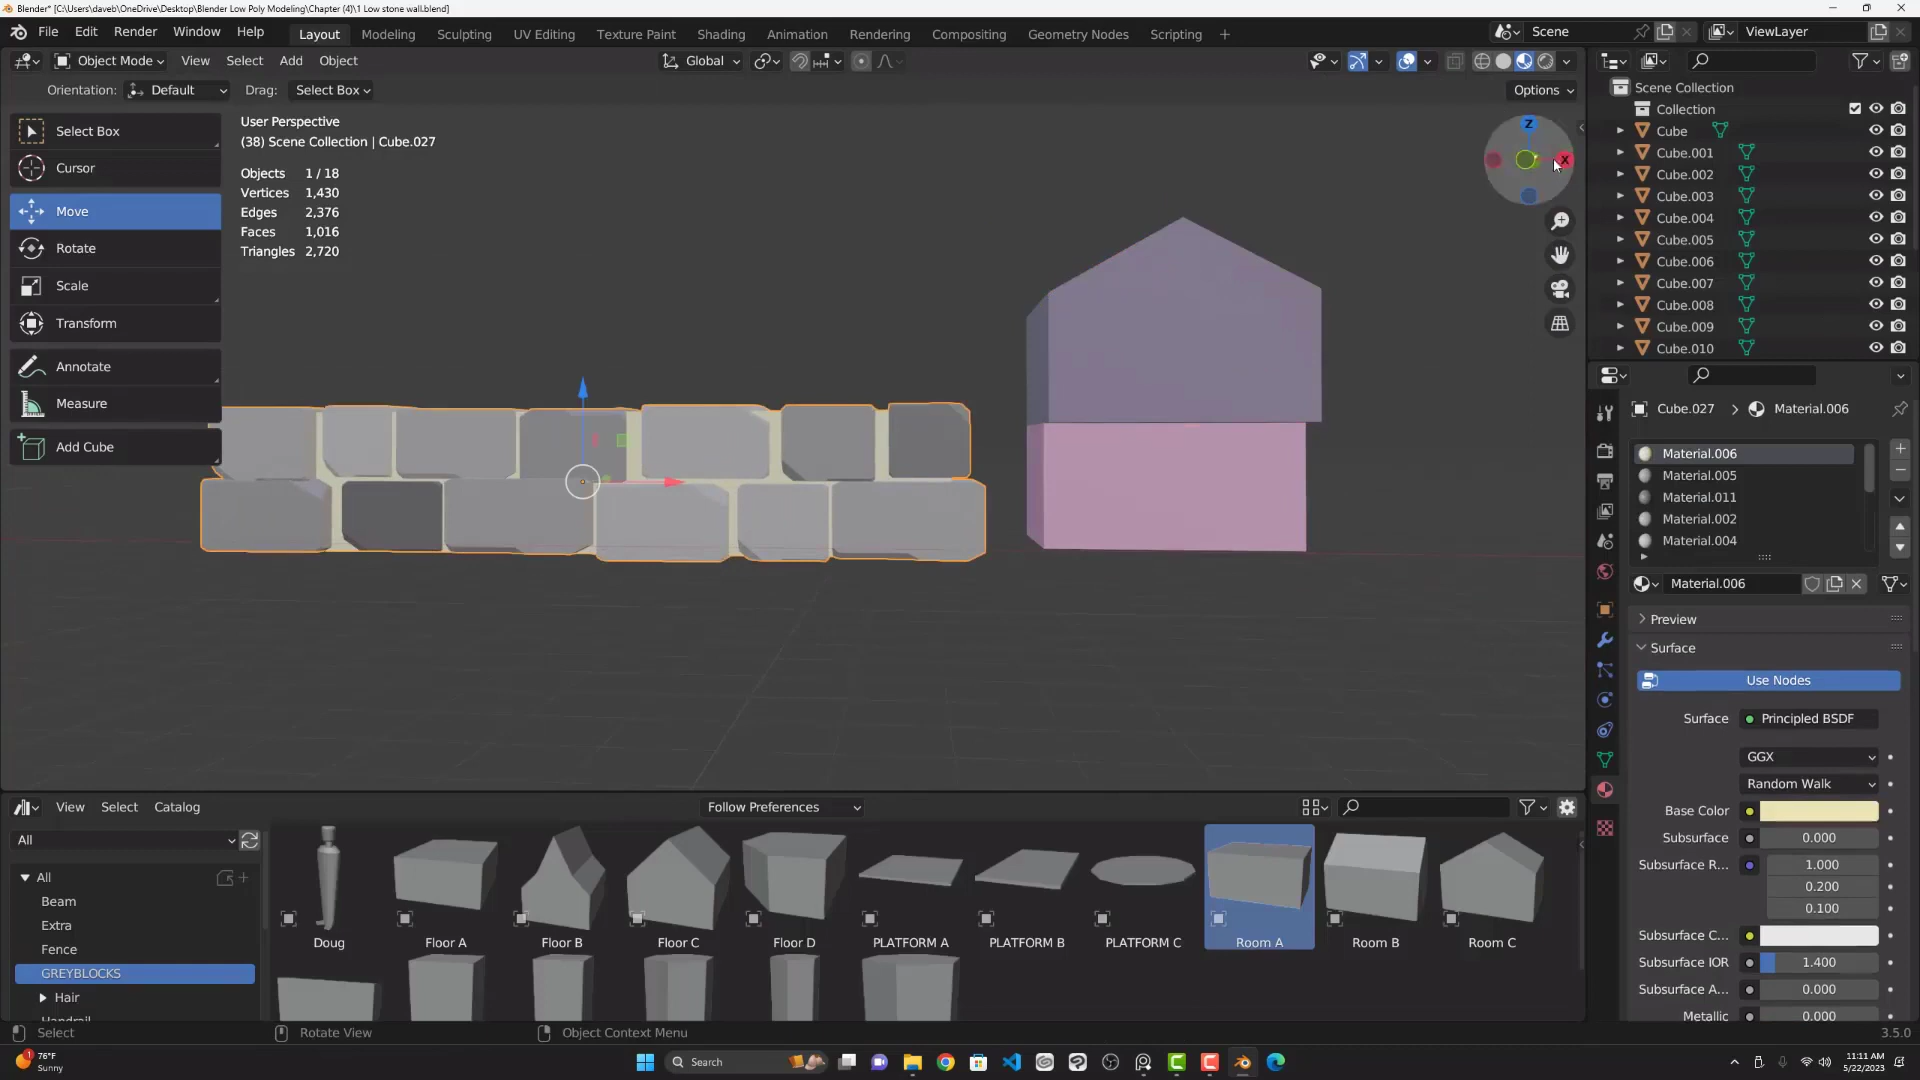 Blender* [C:\Users\daveb\OneDrive\Desktop\Blender Low Poly Modeling\Chapter (4)\1 Low stone wall.blend]
File Edit Render Window Help
Layout Modeling Sculpting UV Editing Texture Paint Shading Animation Rendering Compositing Geometry Nodes Scripting +
Scene
ViewLayer
Object Mode View Select Add Object
Global
Orientation: Default Drag: Select Box
Options
Select Box
Cursor
Move
Rotate
Scale
Transform
Annotate
Measure
Add Cube
User Perspective
(38) Scene Collection | Cube.027
Objects 1 / 18
Vertices 1,430
Edges 2,376
Faces 1,016
Triangles 2,720
Z
X
Scene Collection
Collection
Cube
Cube.001
Cube.002
Cube.003
Cube.004
Cube.005
Cube.006
Cube.007
Cube.008
Cube.009
Cube.010
Cube.027 > Material.006
Material.006
Material.005
Material.011
Material.002
Material.004
Material.006
Preview
Surface
Use Nodes
Surface Principled BSDF
GGX
Random Walk
Base Color
Subsurface 0.000
Subsurface R... 1.000
0.200
0.100
Subsurface C...
Subsurface IOR 1.400
Subsurface A... 0.000
Metallic 0.000
View Select Catalog
Follow Preferences
All
All
Beam
Extra
Fence
GREYBLOCKS
Hair
Handrail
Doug
Floor A
Floor B
Floor C
Floor D
PLATFORM A
PLATFORM B
PLATFORM C
Room A
Room B
Room C
Select
Rotate View
Object Context Menu
3.5.0
1
76°F
Sunny
Search
11:11 AM
5/22/2023